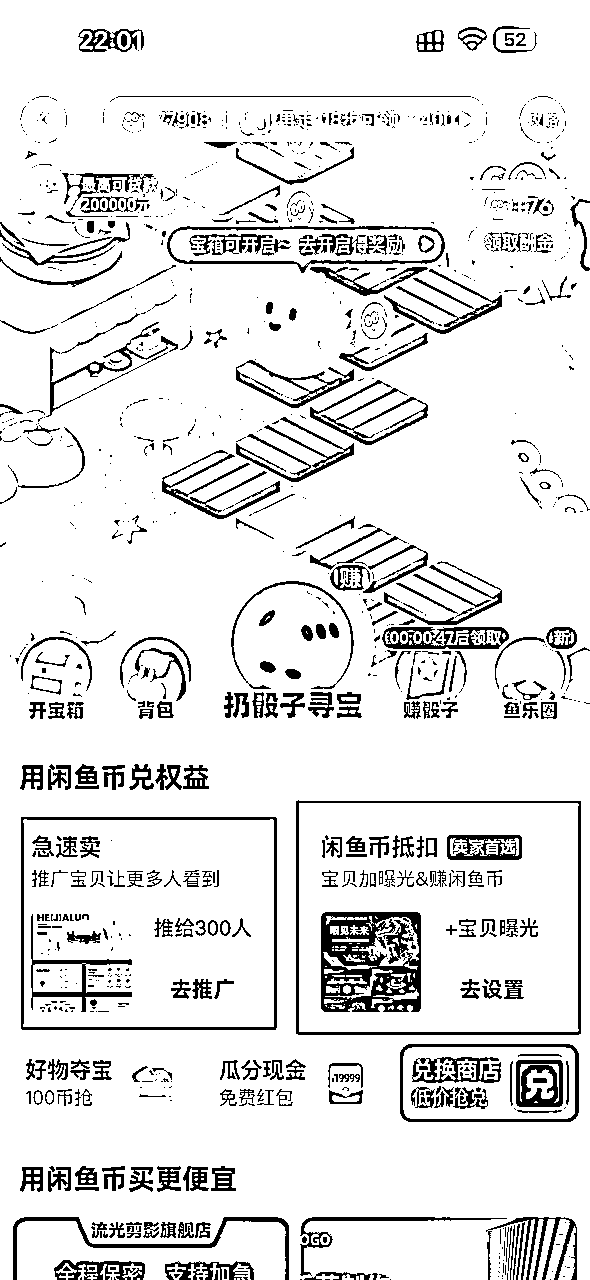 22:01
52
最高可贷款
200000元
宝箱可开启~ 去开启得奖励
领取酬金
赚
00:00:47后领取
新
开宝箱
背包
扔骰子寻宝
赚骰子
鱼乐圈
用闲鱼币兑权益
急速卖
推广宝贝让更多人看到
HEIJIALUO
推给300人
去推广
闲鱼币抵扣 卖家首选
宝贝加曝光&赚闲鱼币
+宝贝曝光
去设置
好物夺宝
100币抢
瓜分现金
免费红包
19999
兑换商店
低价抢兑
兑
用闲鱼币买更便宜
流光剪影旗舰店
全程保密 支持加急